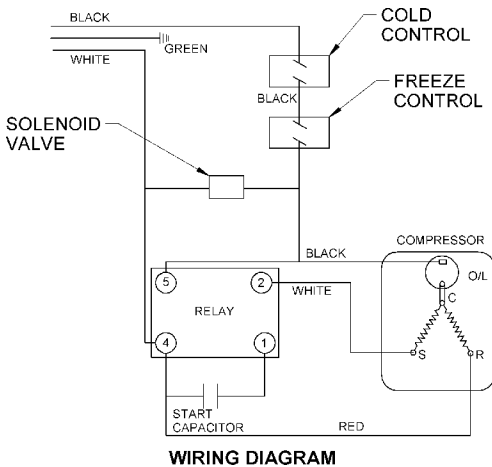 BLACK
COLD
CONTROL
GREEN
WHITE
FREEZE
CONTROL
BLACK
SOLENOID
VALVE
BLACK
COMPRESSOR
5
2
WHITE
O/L
C
RELAY
4
1
S
R
START
CAPACITOR
RED
WIRING DIAGRAM